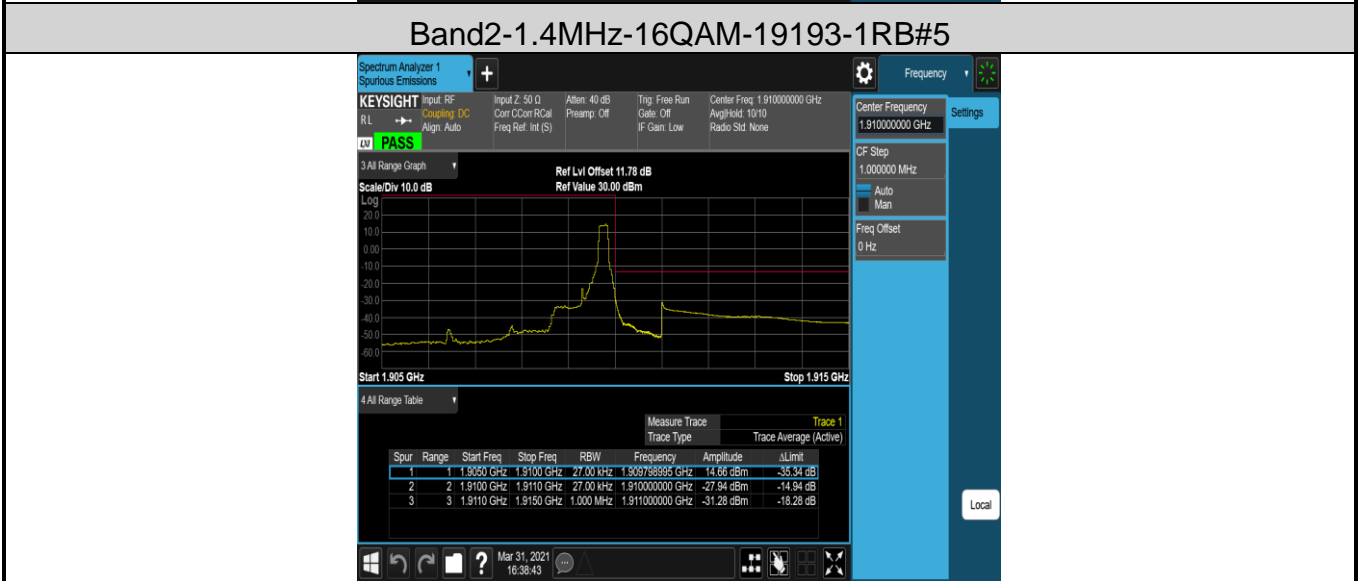 Band2-1.4MHz-16QAM-19193-1RB#5
Spectrum Analyzer 1
Spurious Emissions
+
Frequency
KEYSIGHT
RL
LXI
PASS
Input: RF
Coupling: DC
Align: Auto
Input Z: 50 Ω
Corr CCorr RCal
Freq Ref: Int (S)
Atten: 40 dB
Preamp: Off
Trig: Free Run
Gate: Off
IF Gain: Low
Center Freq: 1.910000000 GHz
Avg|Hold: 10/10
Radio Std: None
Center Frequency
1.910000000 GHz
Settings
CF Step
1.000000 MHz
Auto
Man
Freq Offset
0 Hz
3 All Range Graph
Ref Lvl Offset 11.78 dB
Scale/Div 10.0 dB
Ref Value 30.00 dBm
Log
20.0
10.0
0.00
-10.0
-20.0
-30.0
-40.0
-50.0
-60.0
Start 1.905 GHz
Stop 1.915 GHz
4 All Range Table
Measure Trace Trace 1
Trace Type Trace Average (Active)
Spur Range Start Freq Stop Freq RBW Frequency Amplitude ΔLimit
1 1 1.9050 GHz 1.9100 GHz 27.00 kHz 1.909798995 GHz 14.66 dBm -35.34 dB
2 2 1.9100 GHz 1.9110 GHz 27.00 kHz 1.910000000 GHz -27.94 dBm -14.94 dB
3 3 1.9110 GHz 1.9150 GHz 1.000 MHz 1.911000000 GHz -31.28 dBm -18.28 dB
Local
?
Mar 31, 2021
16:38:43